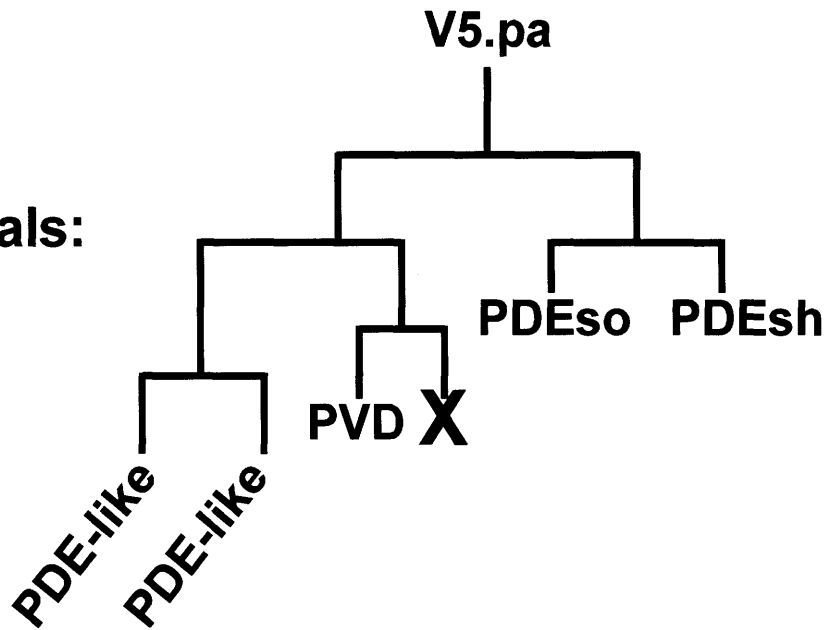 V5.pa
als:
PDEso PDEsh
PVD X
PDE-like
PDE-like